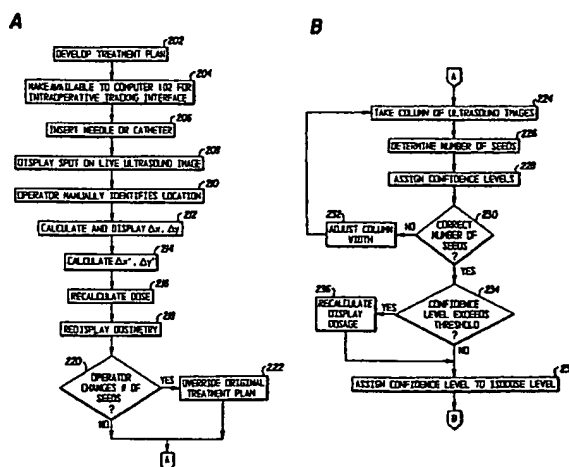 A
DEVELOP TREATMENT PLAN
202
MAKE AVAILABLE TO COMPUTER 102 FOR
INTRAOPERATIVE TRACKING INTERFACE
204
INSERT NEEDLE OR CATHETER
206
DISPLAY SPOT ON LIVE ULTRASOUND IMAGE
208
OPERATOR MANUALLY IDENTIFIES LOCATION
210
CALCULATE AND DISPLAY Δx, Δy
212
CALCULATE Δx', Δy'
214
RECALCULATE DOSE
216
REDISPLAY DOSIMETRY
218
220
OPERATOR
CHANGES # OF
SEEDS
?
YES
NO
OVERRIDE ORIGINAL
TREATMENT PLAN
222
A
B
A
TAKE COLUMN OF ULTRASOUND IMAGES
224
DETERMINE NUMBER OF SEEDS
226
ASSIGN CONFIDENCE LEVELS
228
230
CORRECT
NUMBER OF
SEEDS
?
NO
YES
232
ADJUST COLUMN
WIDTH
234
CONFIDENCE
LEVEL EXCEEDS
THRESHOLD
?
YES
NO
236
RECALCULATE
DISPLAY
DOSAGE
ASSIGN CONFIDENCE LEVEL TO ISODOSE LEVEL
B